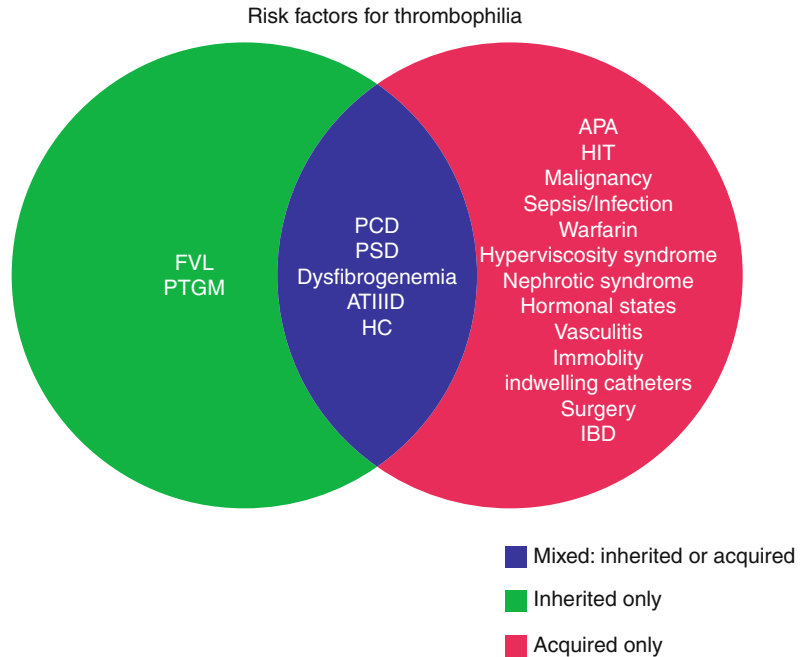 Risk factors for thrombophilia
FVL
PTGM
PCD
PSD
Dysfibrogenemia
ATIIID
HC
APA
HIT
Malignancy
Sepsis/Infection
Warfarin
Hyperviscosity syndrome
Nephrotic syndrome
Hormonal states
Vasculitis
Immoblity
indwelling catheters
Surgery
IBD
Mixed: inherited or acquired
Inherited only
Acquired only